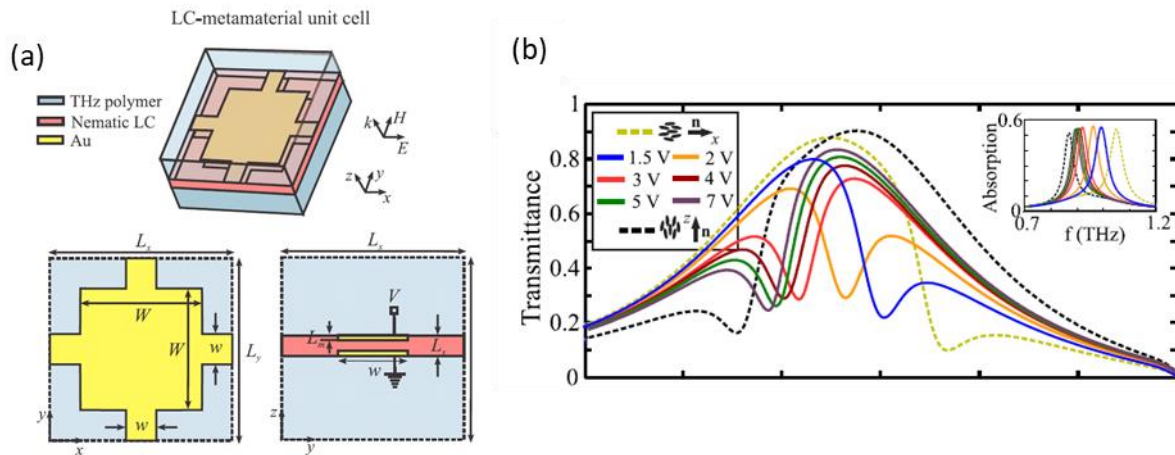 LC-metamaterial unit cell
(a)
THz polymer
Nematic LC
Au
k
H
E
z
y
x
Lx
W
W
w
Ly
w
y
x
Lx
V
Lm
Ls
w
z
y
(b)
Transmittance
1
0.8
0.6
0.4
0.2
0
n
x
1.5 V
2 V
3 V
4 V
5 V
7 V
z
n
Absorption
0.6
0
0.7
1.2
f (THz)